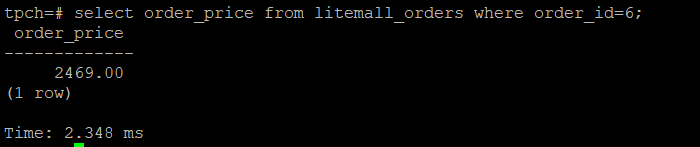 tpch=# select order_price from litemall_orders where order_id=6;
order_price
-------------
2469.00
(1 row)
Time: 2.348 ms